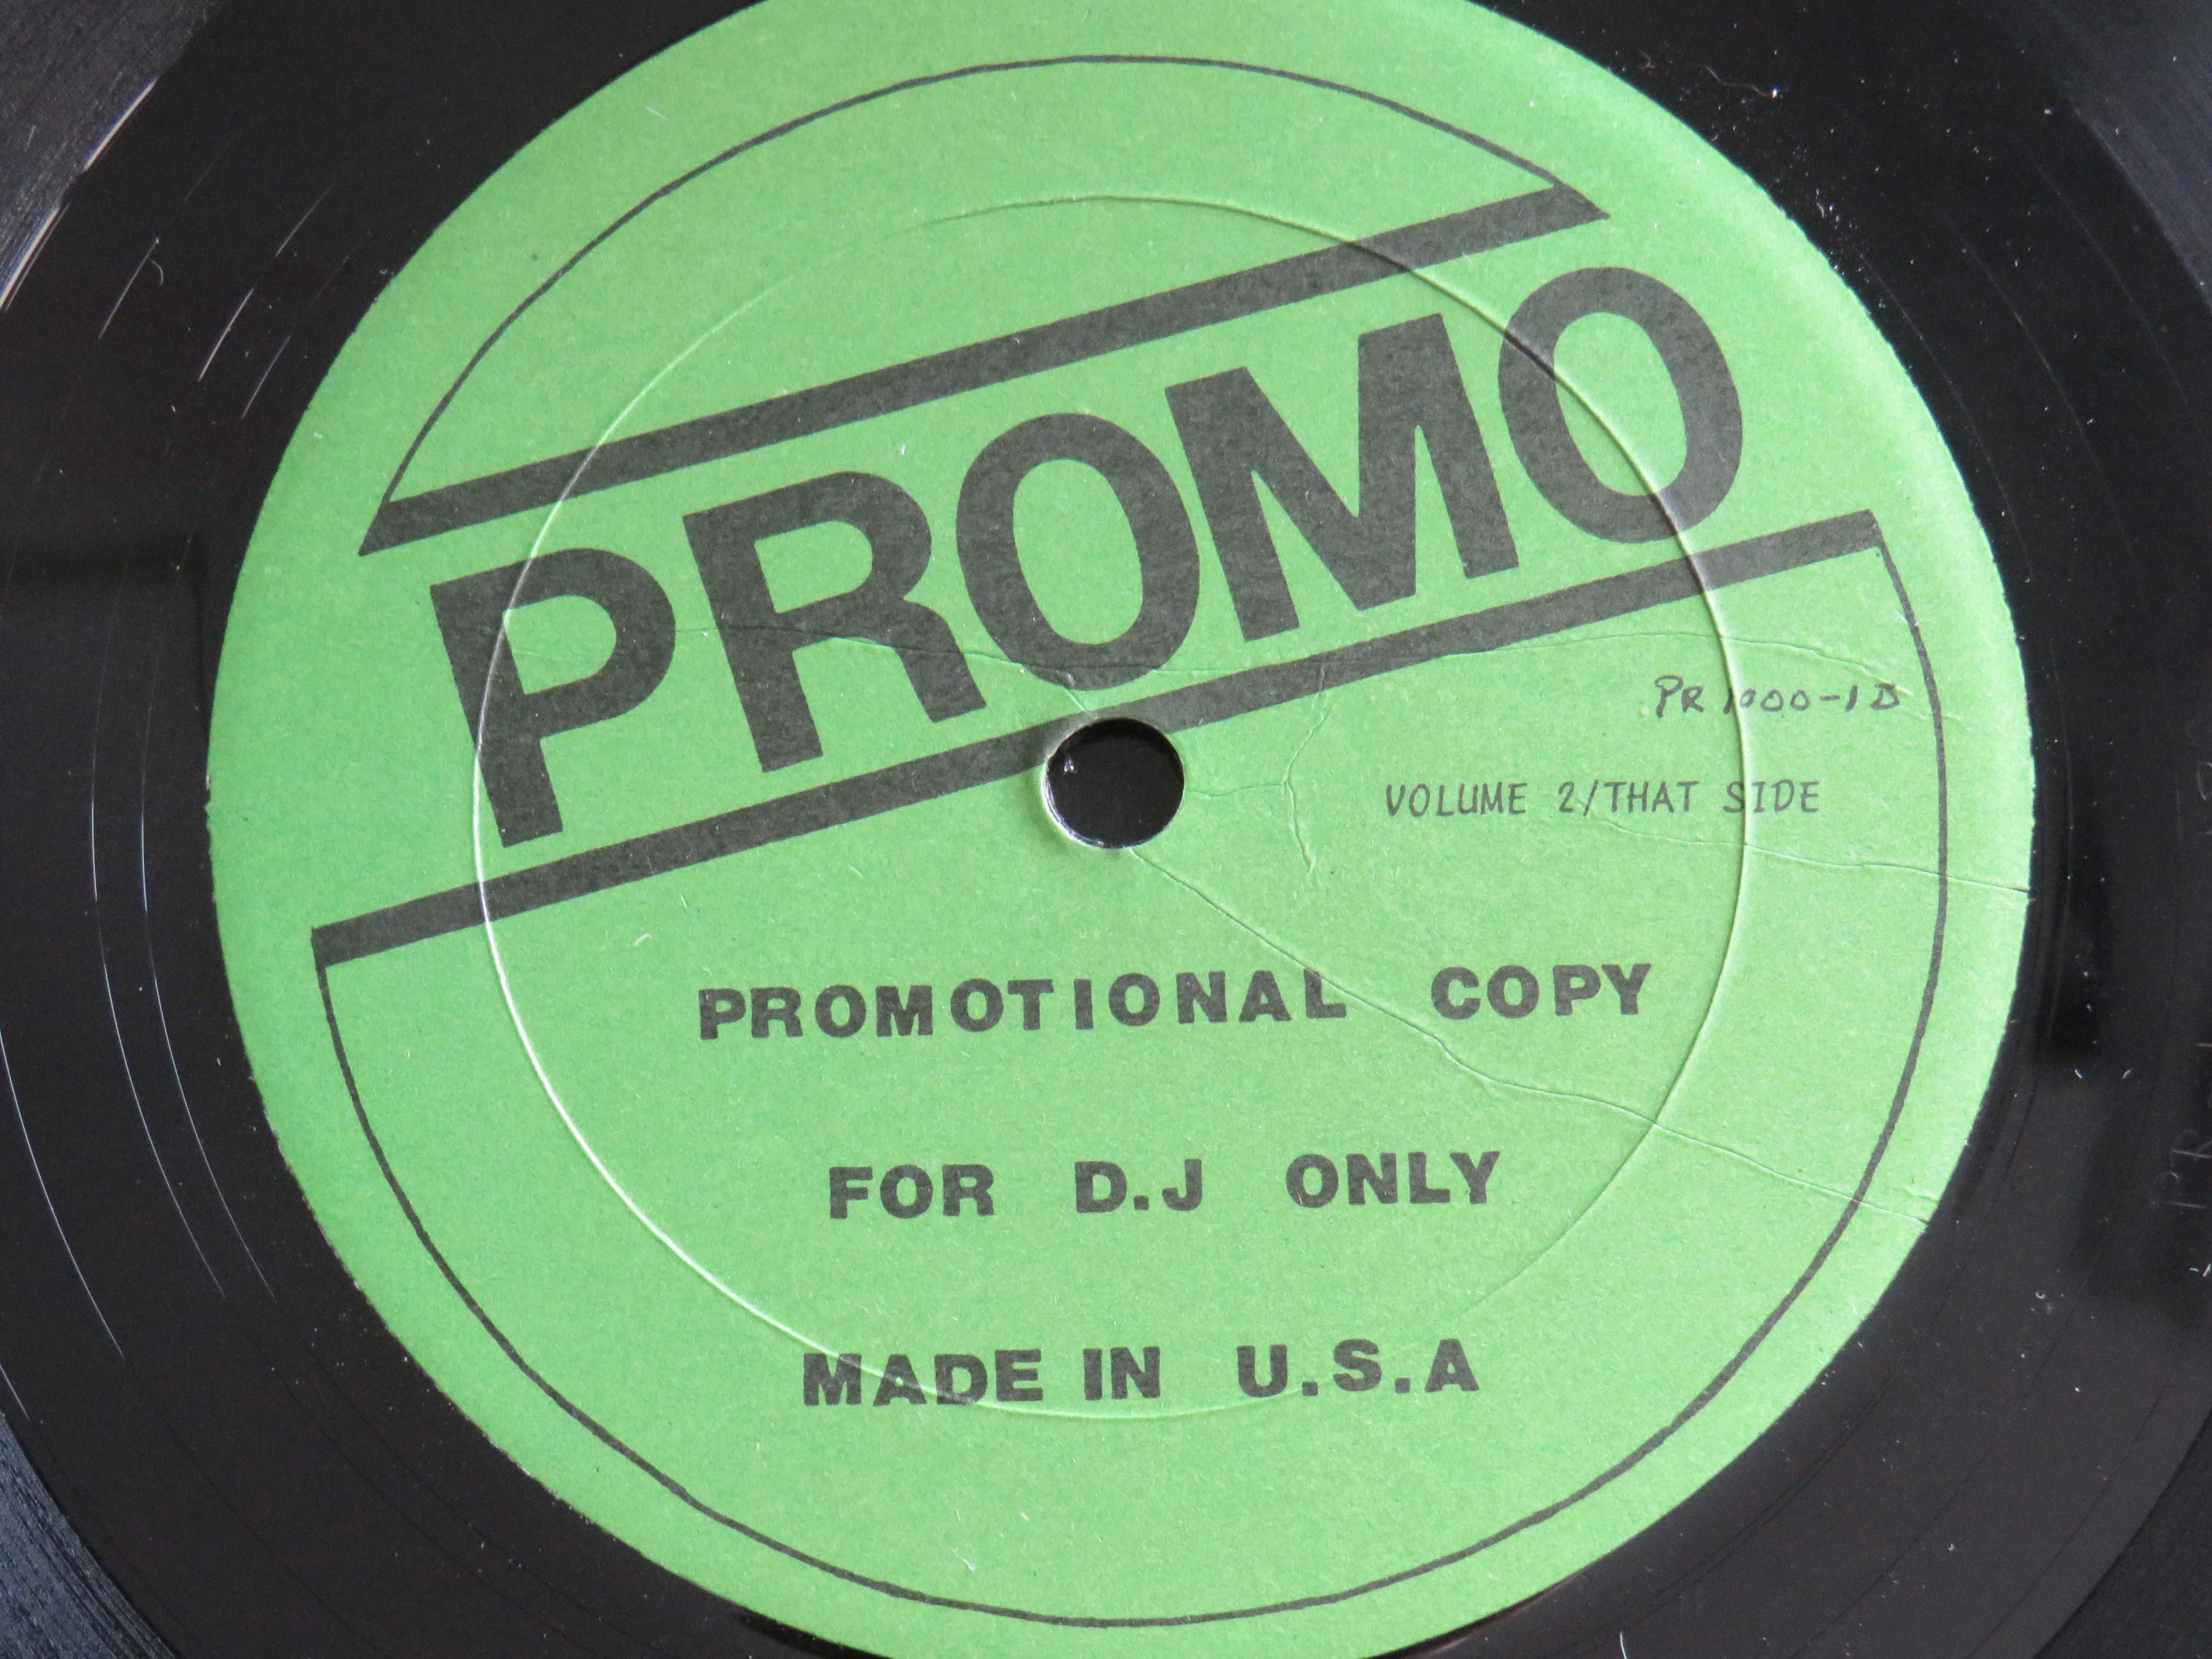 PROMO
PR 1000-1D
VOLUME 2/THAT SIDE
PROMOTIONAL COPY
FOR D.J ONLY
MADE IN U.S.A